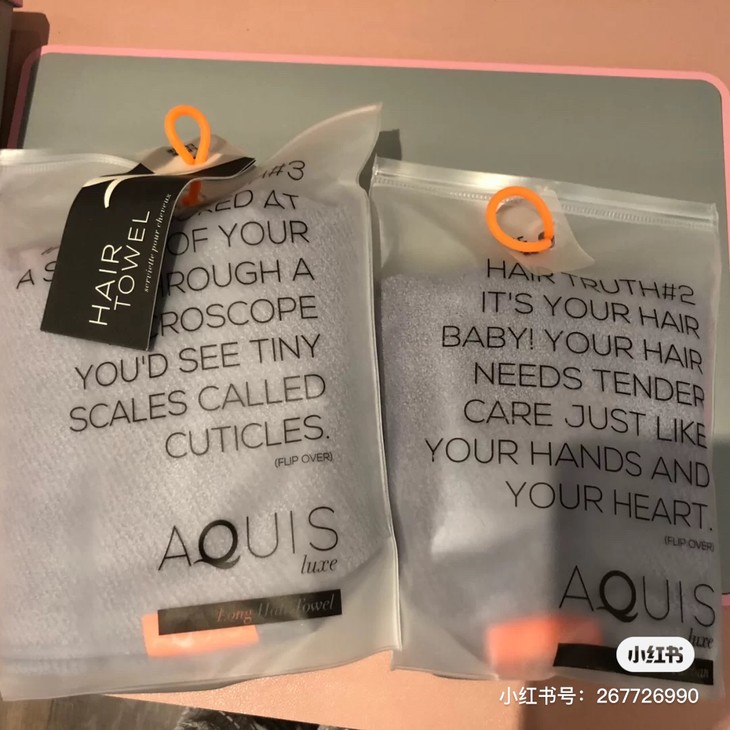 #3
ED AT
OF YOUR
A S ROUGH A
ROSCOPE
YOU'D SEE TINY
SCALES CALLED
CUTICLES.
(FLIP OVER)
AQUIS
luxe
Long Hair Towel
HAIR
TOWEL
serviette pour cheveux
HAIR TRUTH#2
IT'S YOUR HAIR
BABY! YOUR HAIR
NEEDS TENDER
CARE JUST LIKE
YOUR HANDS AND
YOUR HEART.
(FLIP OVER)
AQUIS
luxe
小红书
小红书号：267726990